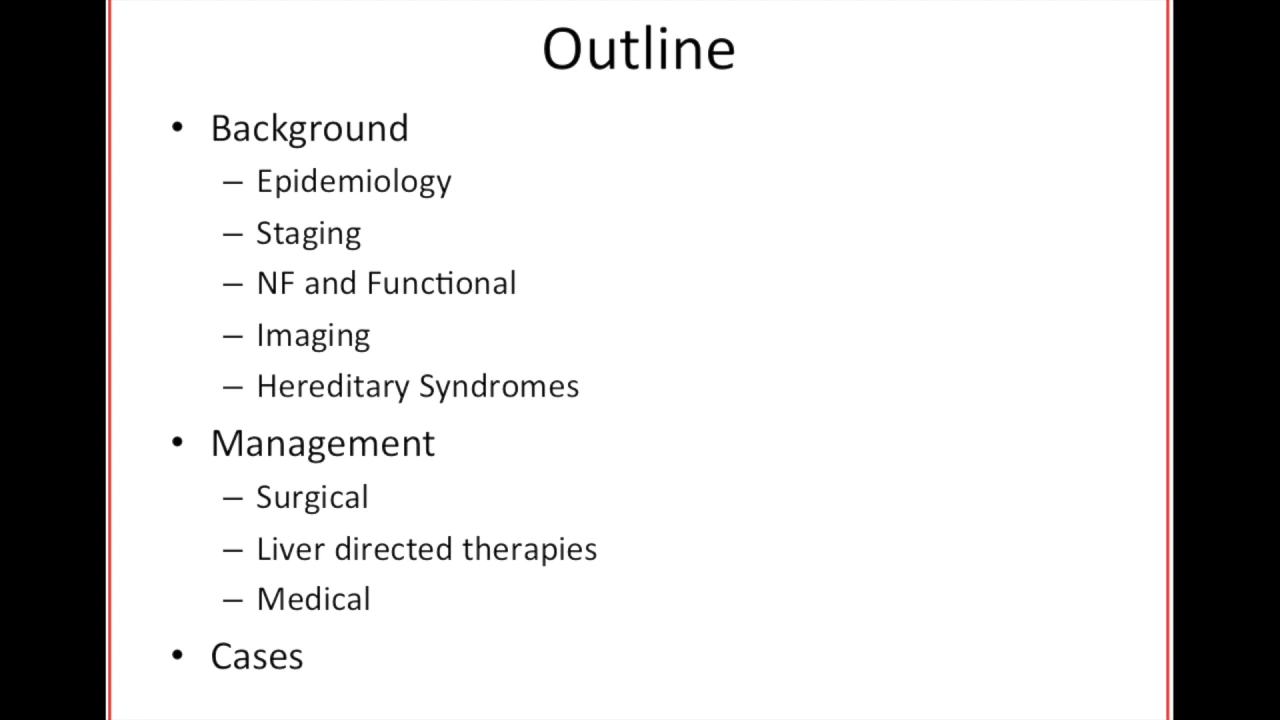 Outline
• Background
– Epidemiology
– Staging
– NF and Functional
– Imaging
– Hereditary Syndromes
• Management
– Surgical
– Liver directed therapies
– Medical
• Cases